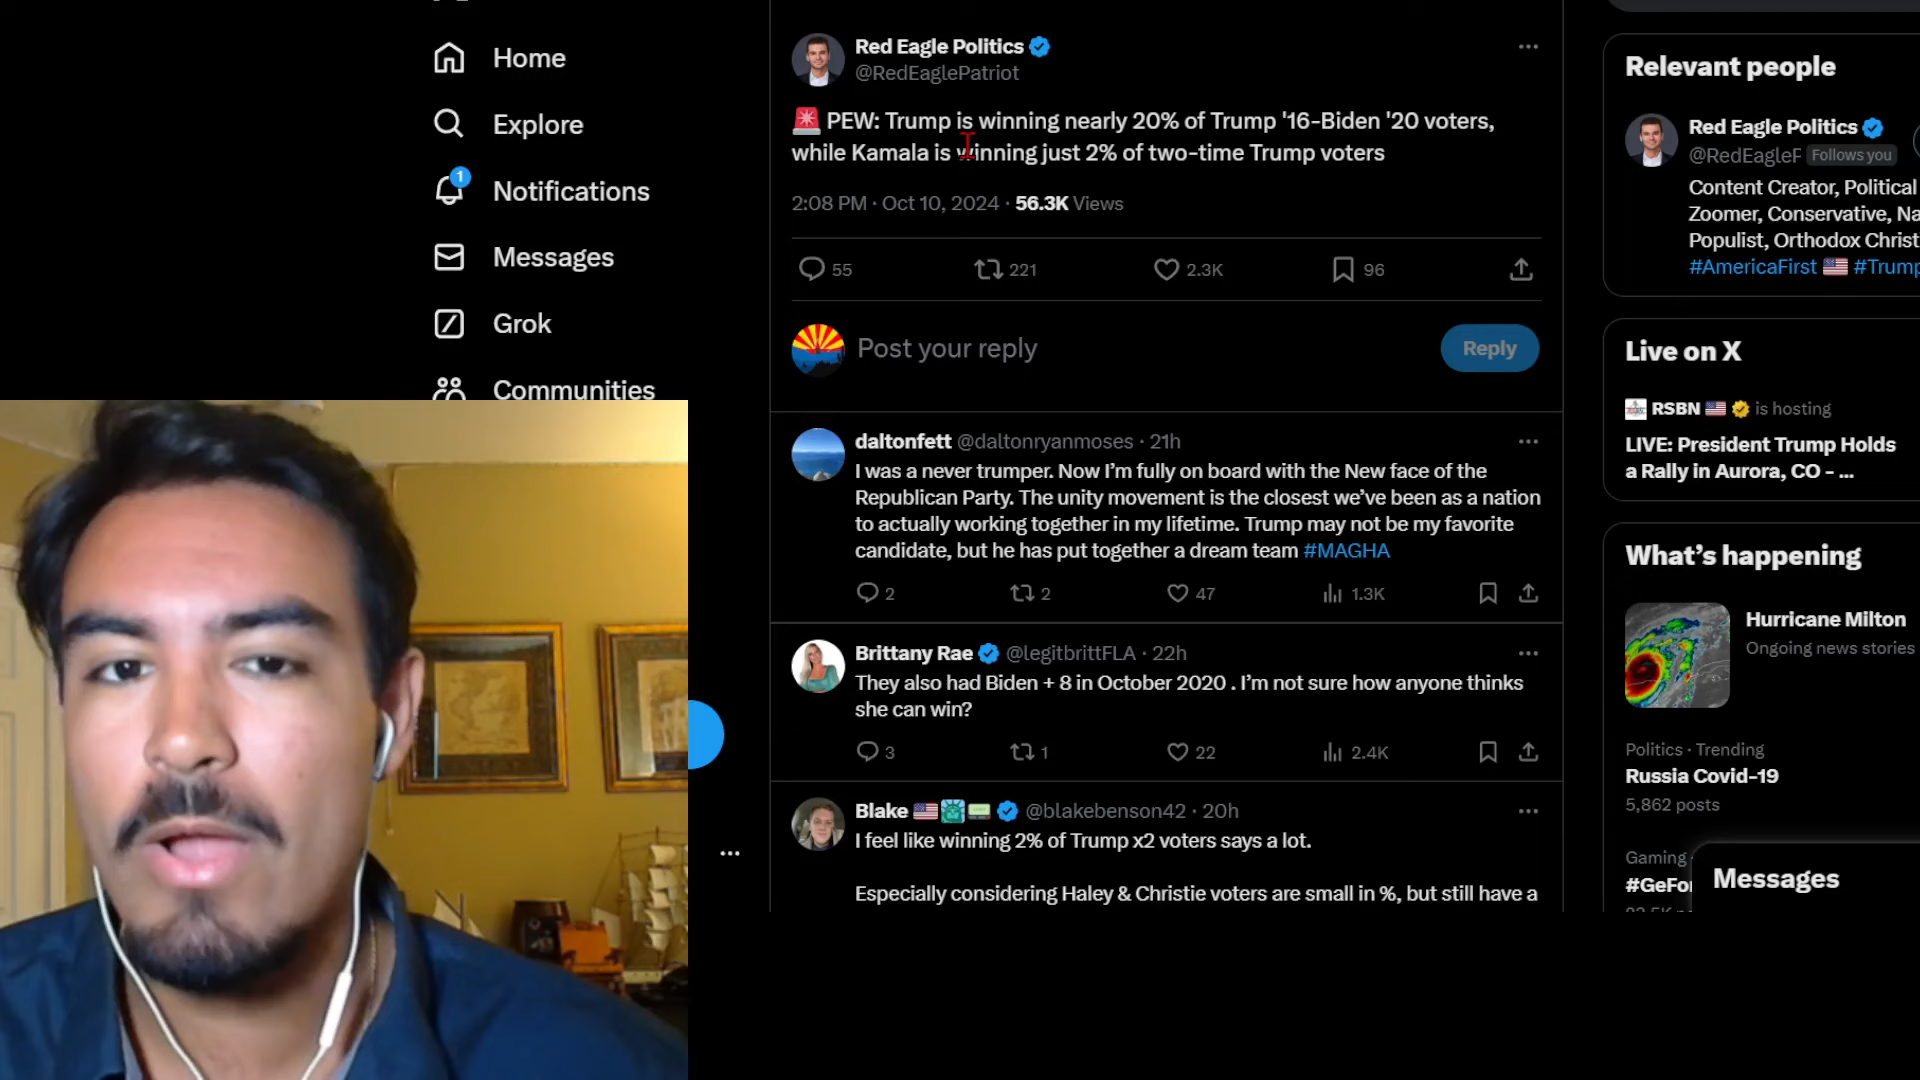 Home
Explore
1
Notifications
Messages
Grok
Communities
Red Eagle Politics
@RedEaglePatriot
PEW: Trump is winning nearly 20% of Trump '16-Biden '20 voters,
while Kamala is winning just 2% of two-time Trump voters
2:08 PM · Oct 10, 2024 · 56.3K Views
55 221 2.3K 96
Post your reply
Reply
daltonfett @daltonryanmoses · 21h
I was a never trumper. Now I'm fully on board with the New face of the
Republican Party. The unity movement is the closest we've been as a nation
to actually working together in my lifetime. Trump may not be my favorite
candidate, but he has put together a dream team #MAGHA
2 2 47 1.3K
Brittany Rae @legitbrittFLA · 22h
They also had Biden + 8 in October 2020 . I'm not sure how anyone thinks
she can win?
3 1 22 2.4K
Blake @blakebenson42 · 20h
I feel like winning 2% of Trump x2 voters says a lot.
Especially considering Haley & Christie voters are small in %, but still have a
Relevant people
Red Eagle Politics
@RedEagleP Follows you
Content Creator, Political
Zoomer, Conservative, Na
Populist, Orthodox Christ
#AmericaFirst #Trump
Live on X
RSBN is hosting
LIVE: President Trump Holds
a Rally in Aurora, CO - ...
What's happening
Hurricane Milton
Ongoing news stories
Politics · Trending
Russia Covid-19
5,862 posts
Gaming
#GeFor
Messages